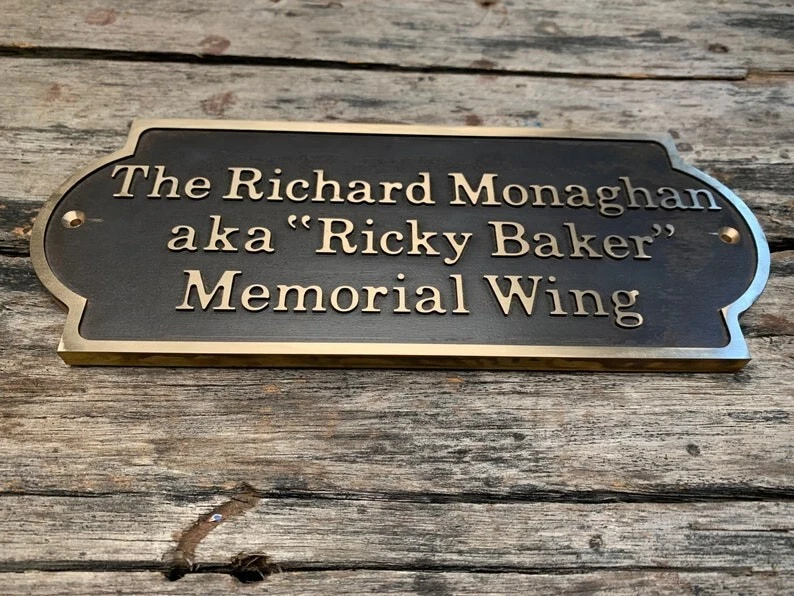 The Richard Monaghan
aka “Ricky Baker”
Memorial Wing